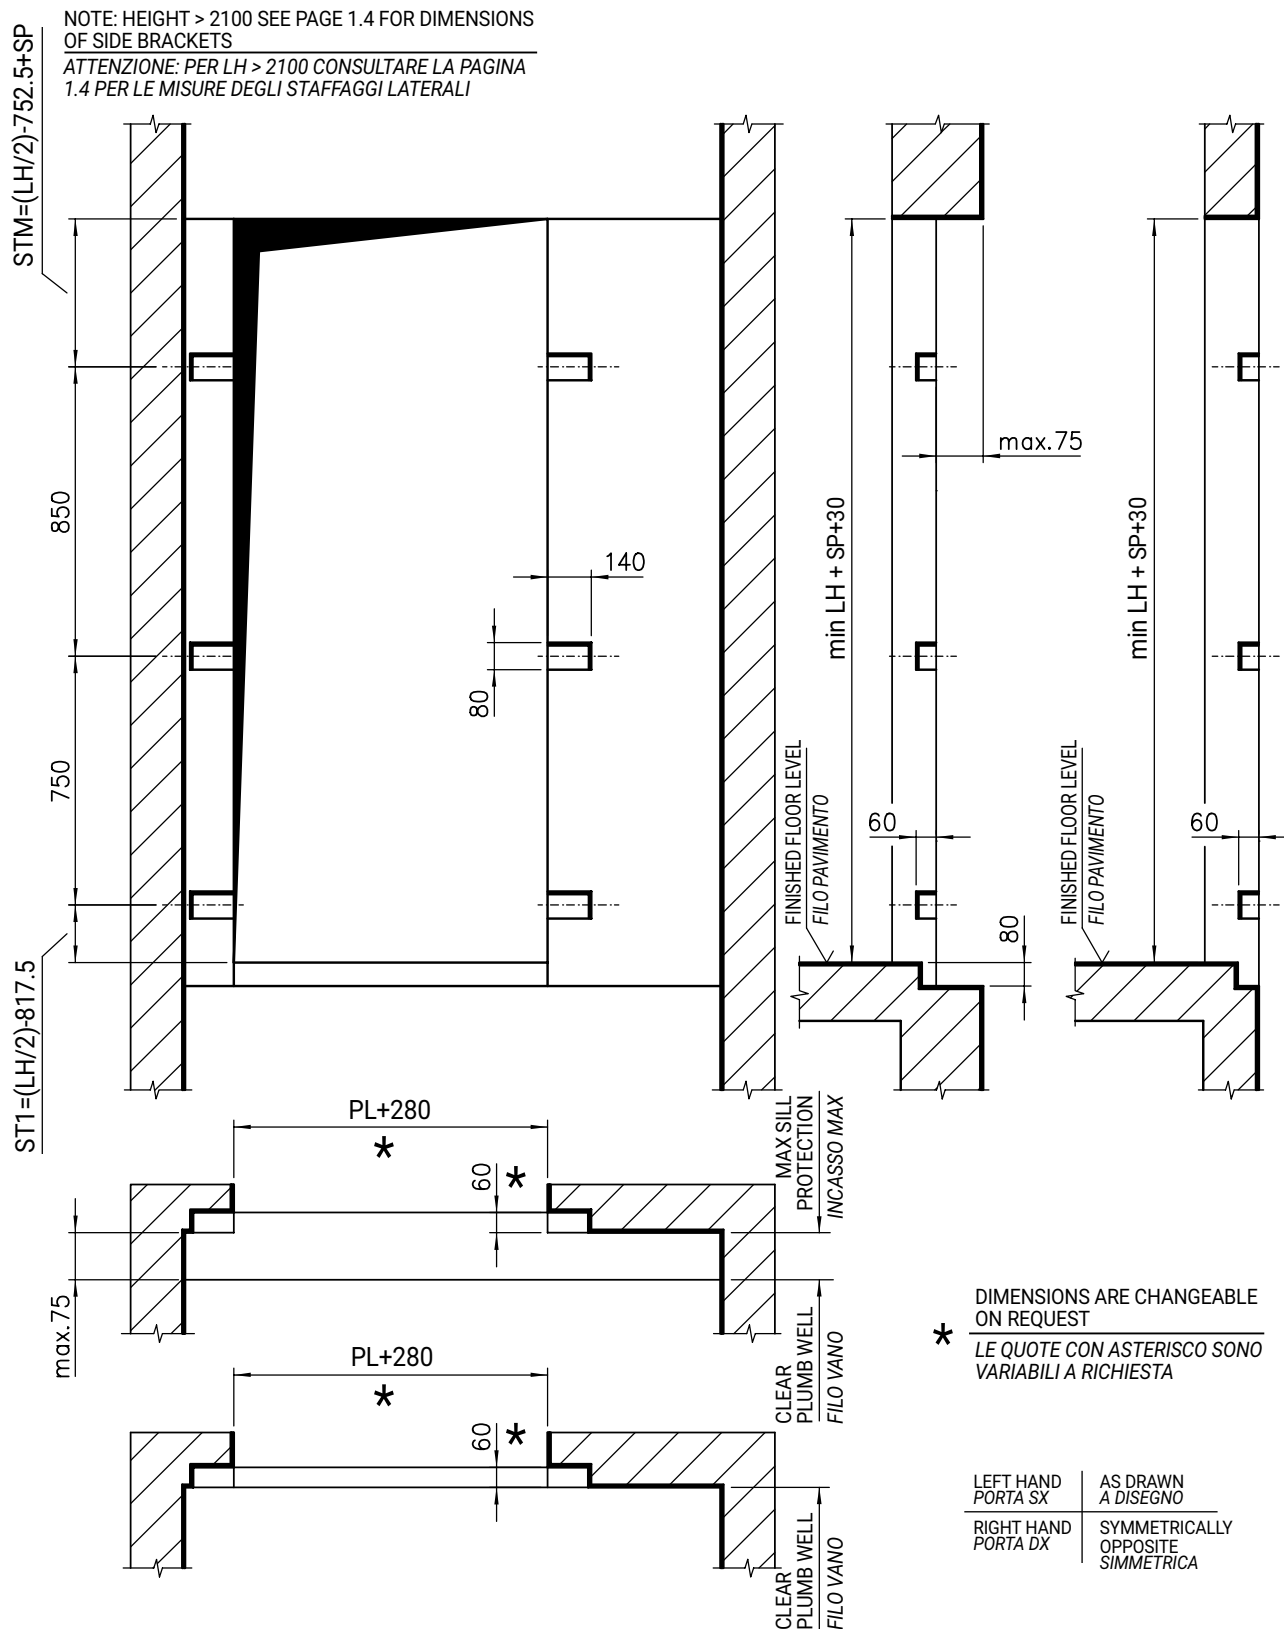 NOTE: HEIGHT > 2100 SEE PAGE 1.4 FOR DIMENSIONS
OF SIDE BRACKETS
ATTENZIONE: PER LH > 2100 CONSULTARE LA PAGINA
1.4 PER LE MISURE DEGLI STAFFAGGI LATERALI
STM=(LH/2)-752.5+SP
850
750
ST1=(LH/2)-817.5
140
80
max.75
min LH + SP+30
60
80
FINISHED FLOOR LEVEL
FILO PAVIMENTO
min LH + SP+30
60
FINISHED FLOOR LEVEL
FILO PAVIMENTO
PL+280
*
60 *
max.75
MAX SILL
PROTECTION
INCASSO MAX
CLEAR
PLUMB WELL
FILO VANO
PL+280
*
60 *
CLEAR
PLUMB WELL
FILO VANO
DIMENSIONS ARE CHANGEABLE
ON REQUEST
*
LE QUOTE CON ASTERISCO SONO
VARIABILI A RICHIESTA
LEFT HAND AS DRAWN
PORTA SX A DISEGNO
RIGHT HAND SYMMETRICALLY
PORTA DX OPPOSITE
SIMMETRICA